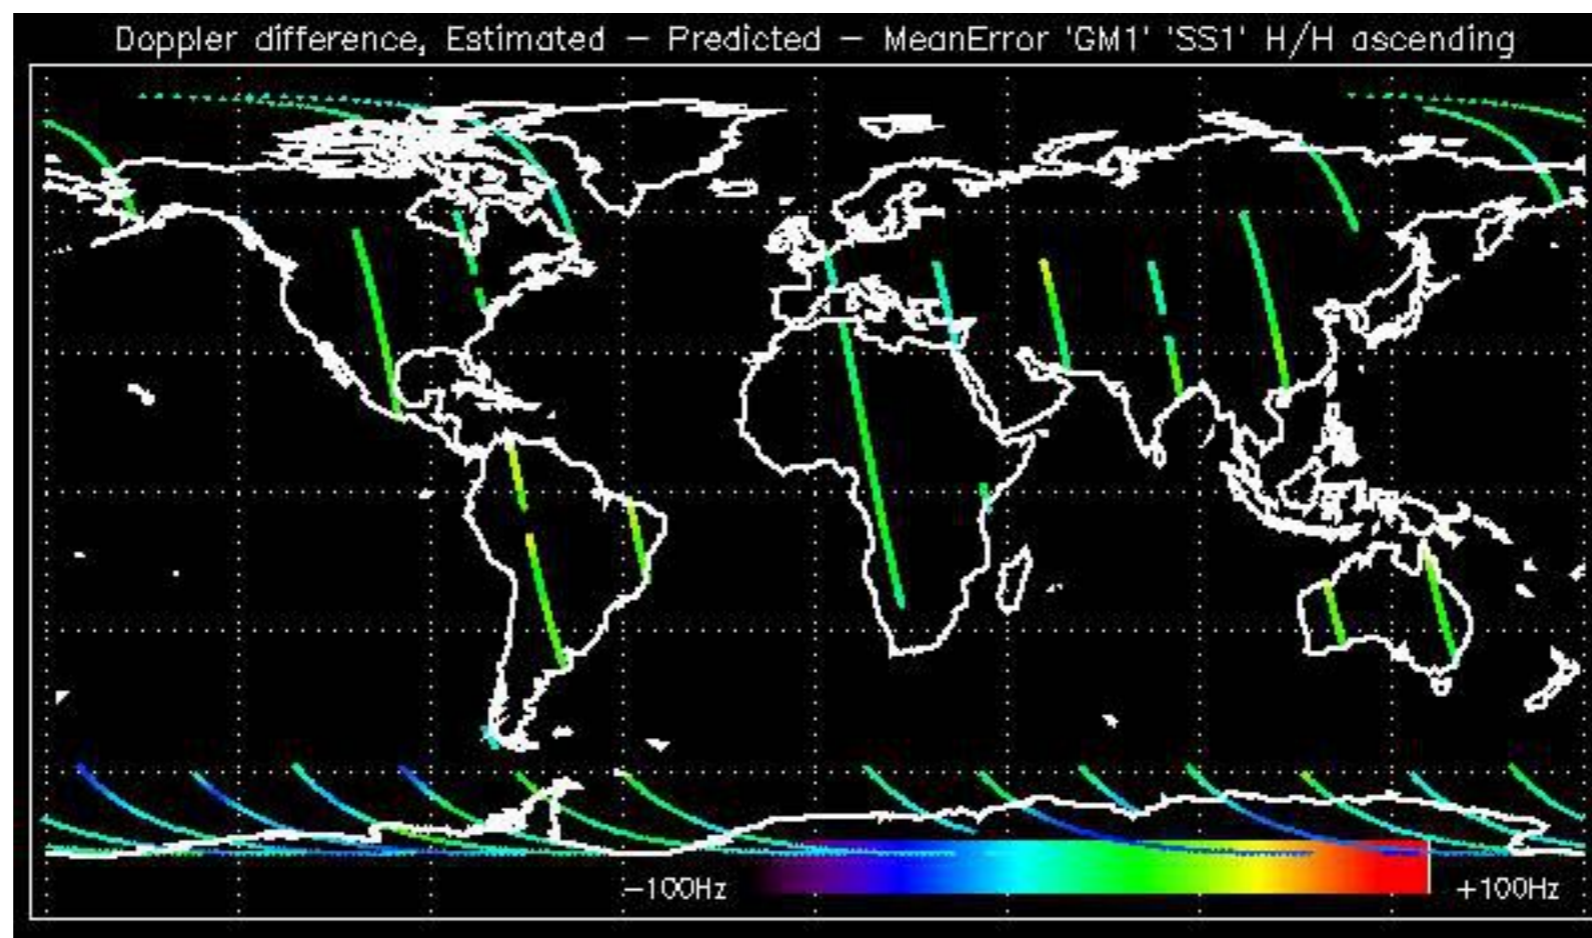 Doppler difference, Estimated – Predicted – MeanError 'GM1' 'SS1' H/H ascending
–100Hz +100Hz